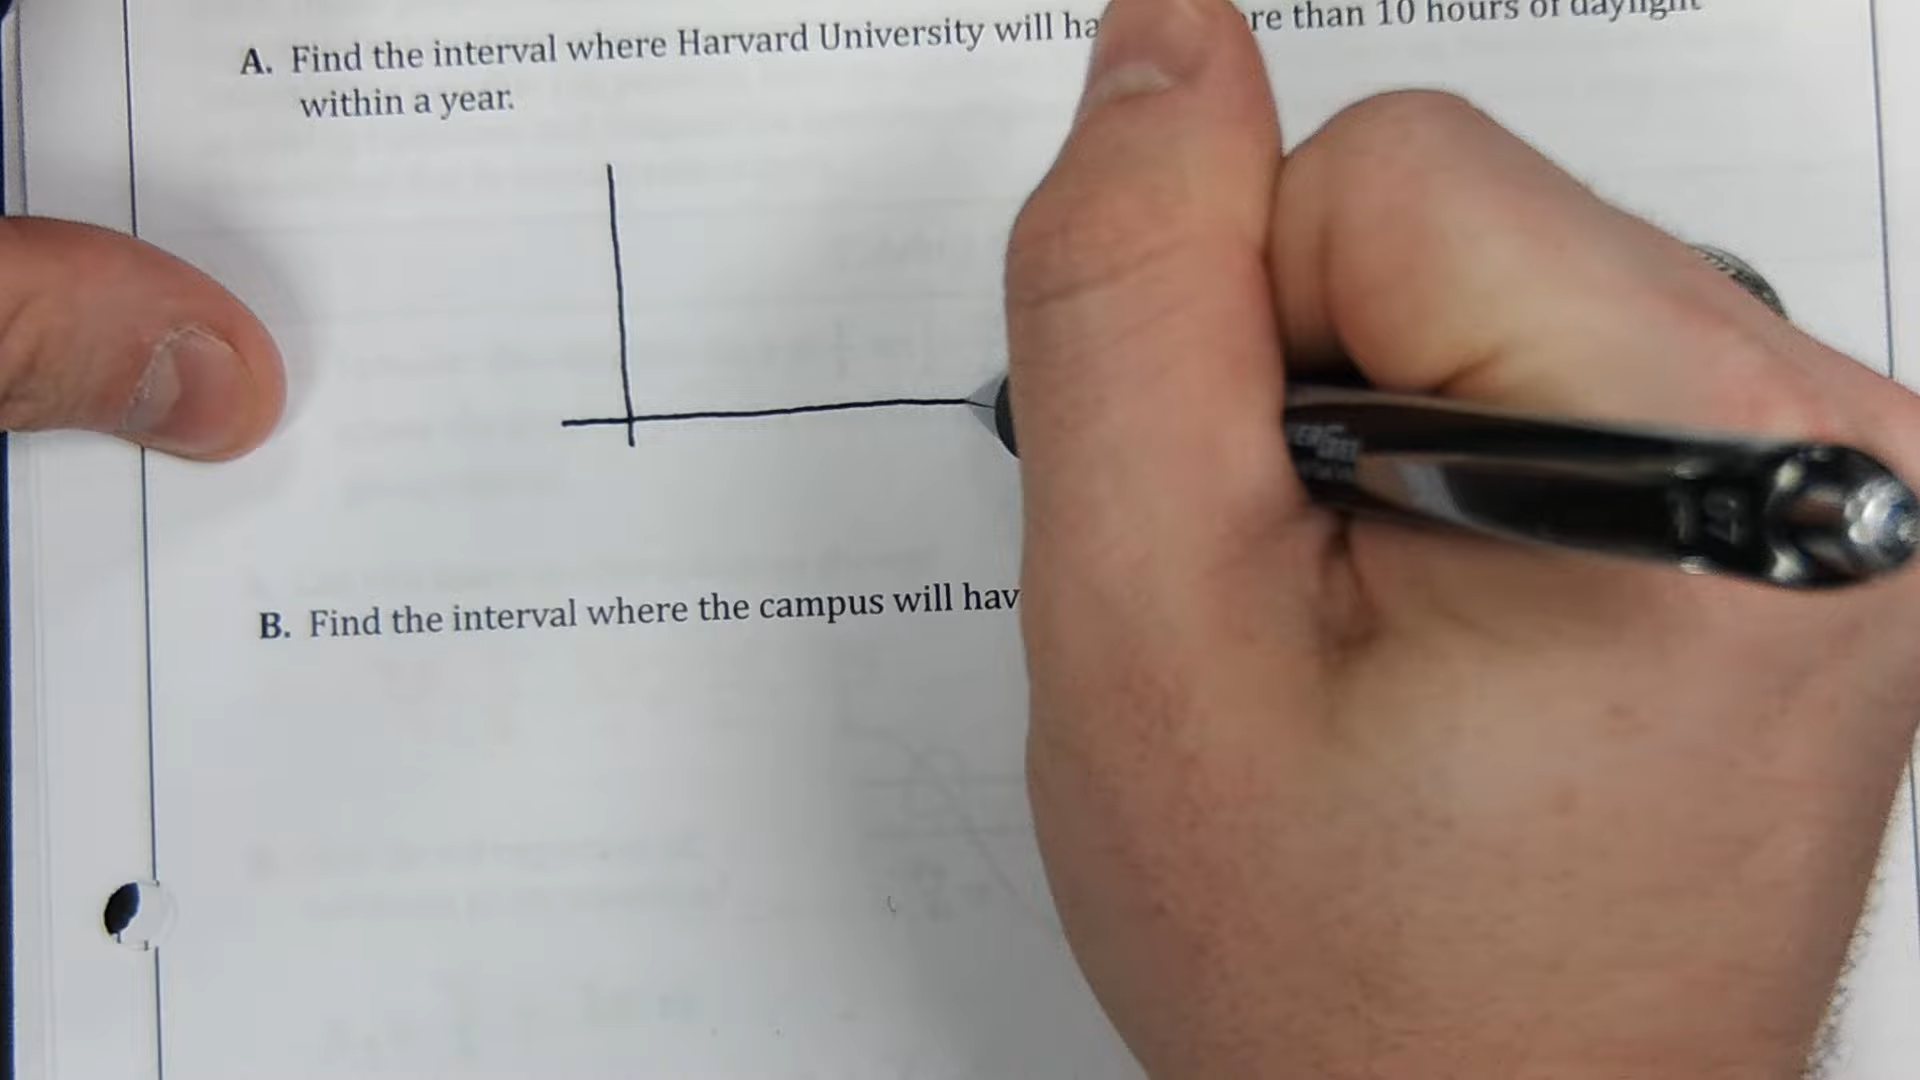 A. Find the interval where Harvard University will ha re than 10 hours of daylight
within a year.
B. Find the interval where the campus will hav